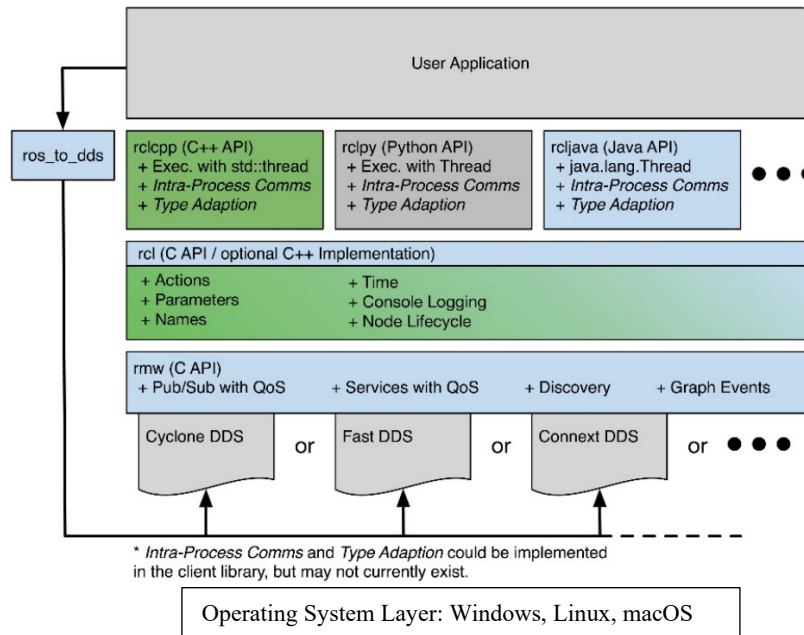 User Application
ros_to_dds
rclcpp (C++ API)
+ Exec. with std::thread
+ Intra-Process Comms
+ Type Adaption
rclpy (Python API)
+ Exec. with Thread
+ Intra-Process Comms
+ Type Adaption
rcljava (Java API)
+ java.lang.Thread
+ Intra-Process Comms
+ Type Adaption
rcl (C API / optional C++ Implementation)
+ Actions
+ Parameters
+ Names
+ Time
+ Console Logging
+ Node Lifecycle
rmw (C API)
+ Pub/Sub with QoS + Services with QoS + Discovery + Graph Events
Cyclone DDS or Fast DDS or Connext DDS or
* Intra-Process Comms and Type Adaption could be implemented
in the client library, but may not currently exist.
Operating System Layer: Windows, Linux, macOS